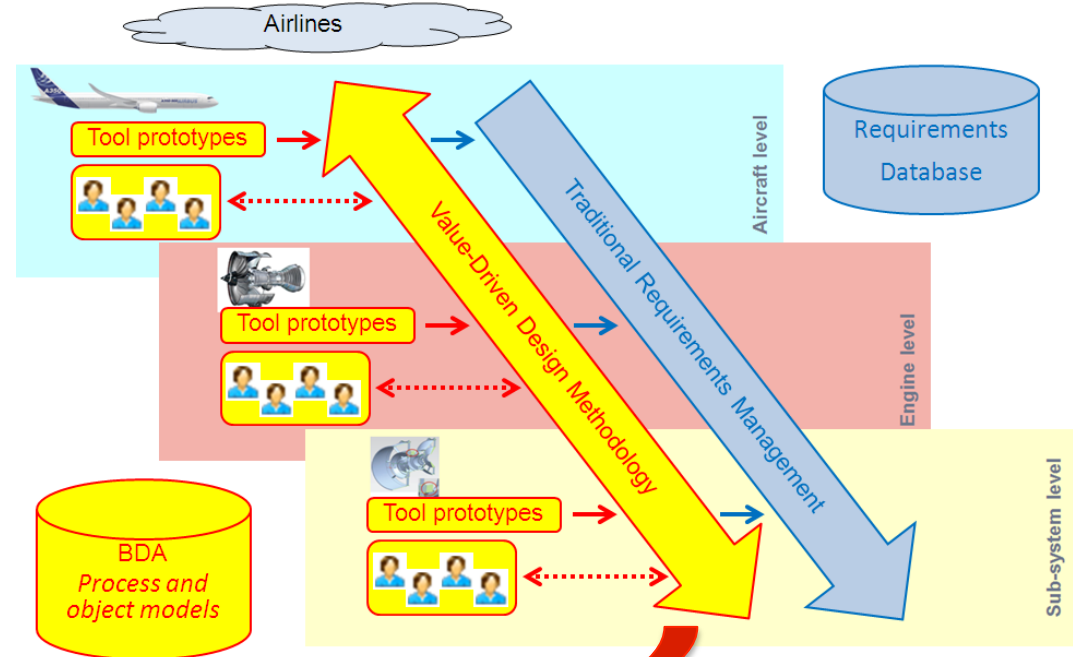 Airlines
Tool prototypes
Aircraft level
Requirements
Database
Value-Driven Design Methodology
Traditional Requirements Management
Tool prototypes
Engine level
Tool prototypes
Sub-system level
BDA
Process and
object models